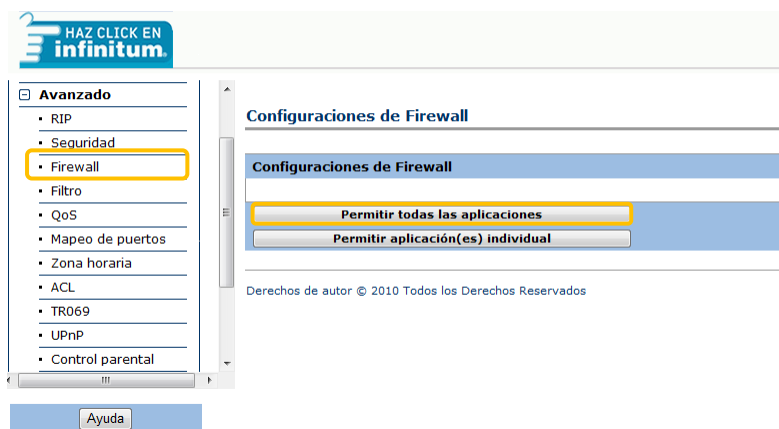 HAZ CLICK EN
infinitum.
Avanzado
RIP
Seguridad
Firewall
Filtro
QoS
Mapeo de puertos
Zona horaria
ACL
TR069
UPnP
Control parental
Ayuda
Configuraciones de Firewall
Configuraciones de Firewall
Permitir todas las aplicaciones
Permitir aplicación(es) individual
Derechos de autor © 2010 Todos los Derechos Reservados